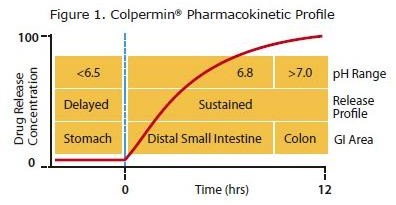 Figure 1. Colpermin® Pharmacokinetic Profile
100
<6.5 6.8 >7.0 pH Range
Delayed Sustained Release Profile
Stomach Distal Small Intestine Colon GI Area
Drug Release
Concentration
0
0 Time (hrs) 12